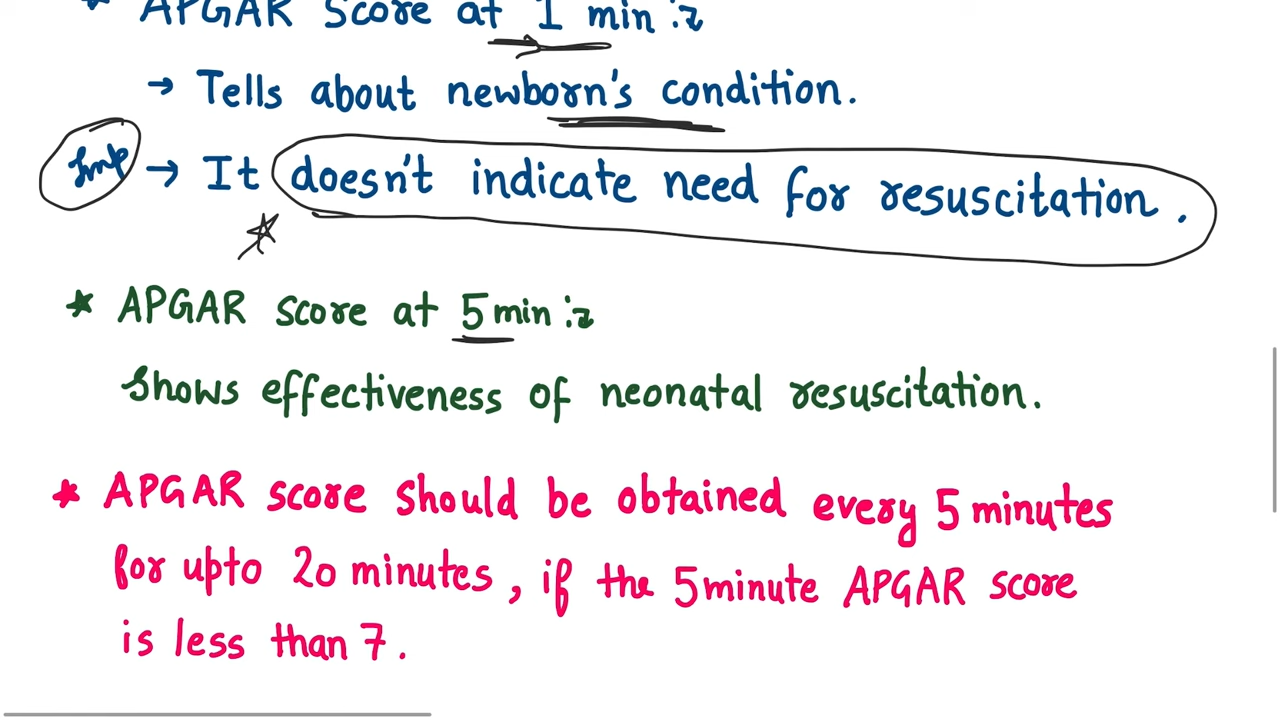 * APGAR Score at 1 min :-
→ Tells about newborn's condition.
Imp → It doesn't indicate need for resuscitation.
* APGAR score at 5 min :-
Shows effectiveness of neonatal resuscitation.
* APGAR score should be obtained every 5 minutes
for upto 20 minutes, if the 5 minute APGAR score
is less than 7.